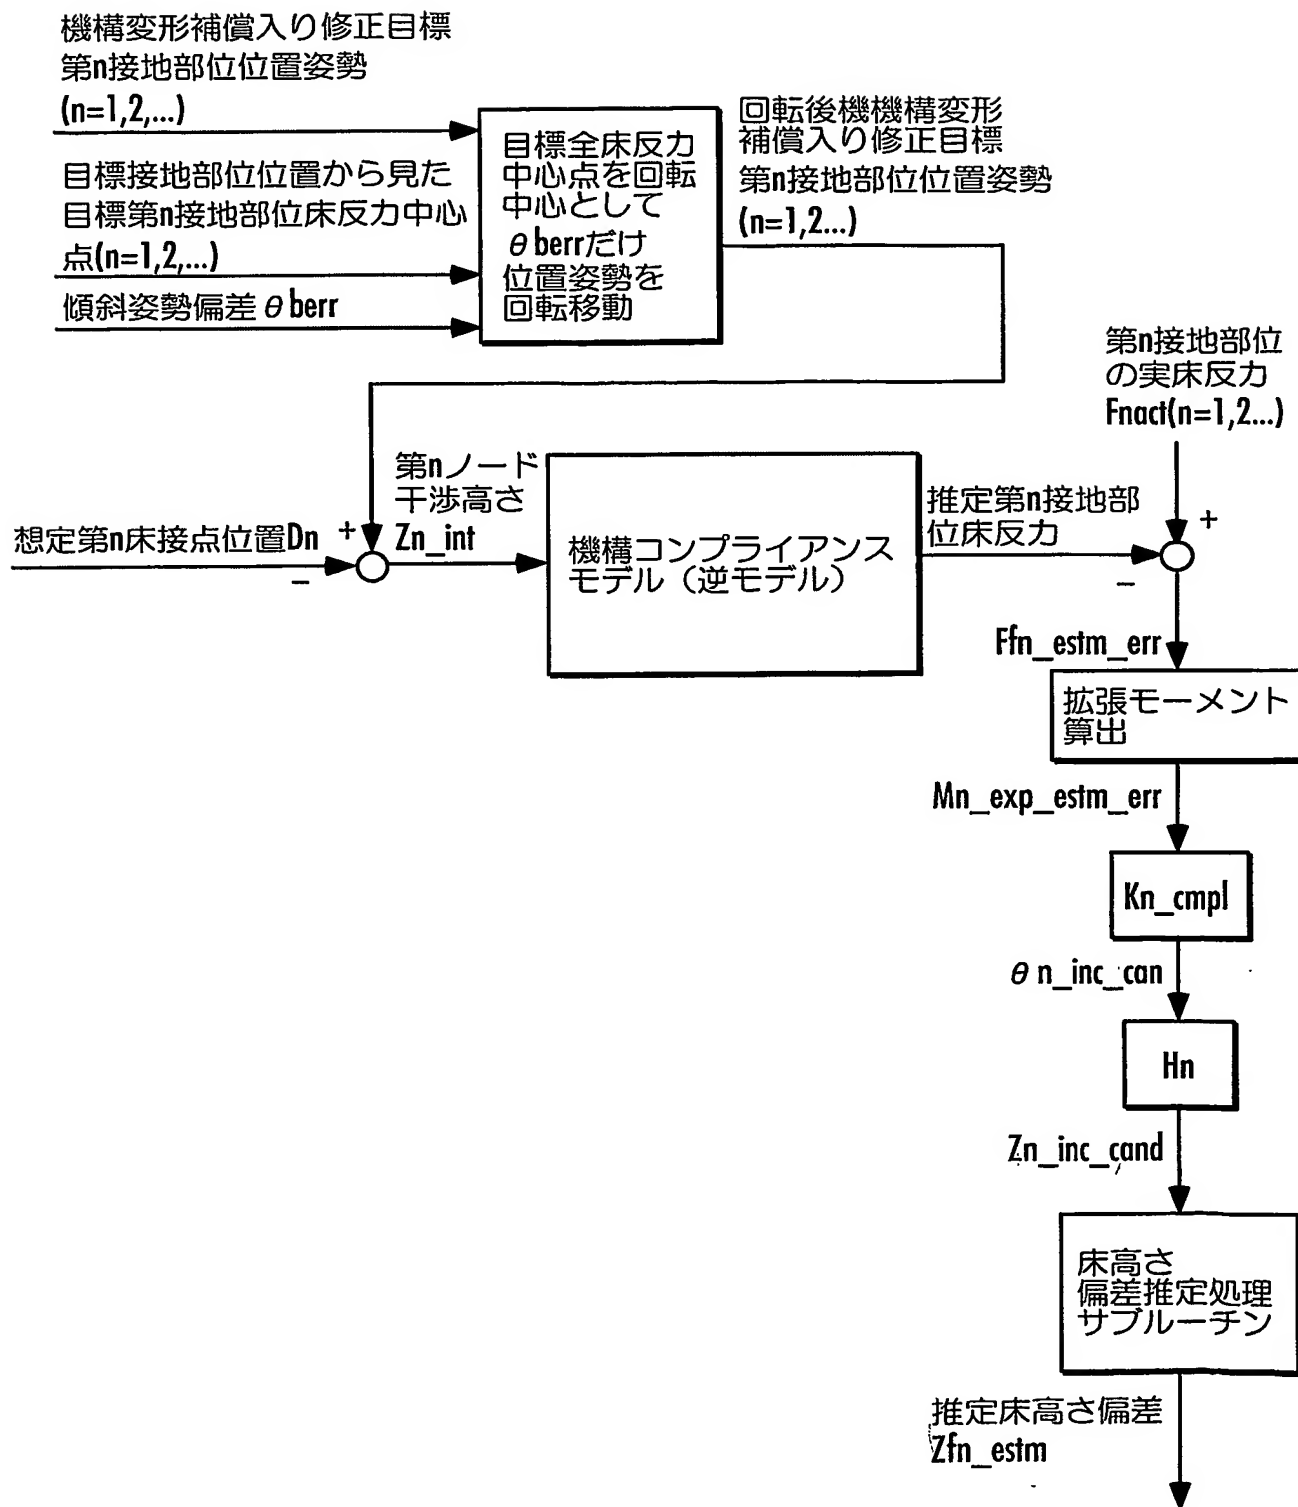 機構変形補償入り修正目標
第n接地部位位置姿勢
(n=1,2,...)
目標接地部位位置から見た
目標第n接地部位床反力中心
点(n=1,2,...)
傾斜姿勢偏差θberr
目標全床反力
中心点を回転
中心として
θberrだけ
位置姿勢を
回転移動
回転後機機構変形
補償入り修正目標
第n接地部位位置姿勢
(n=1,2...)
第n接地部位
の実床反力
Fnact(n=1,2...)
想定第n床接点位置Dn
+
−
第nノード
干渉高さ
Zn_int
機構コンプライアンス
モデル（逆モデル）
推定第n接地部
位床反力
+
−
Ffn_estm_err
拡張モーメント
算出
Mn_exp_estm_err
Kn_cmpl
θn_inc_can
Hn
Zn_inc_cand
床高さ
偏差推定処理
サブルーチン
推定床高さ偏差
Zfn_estm